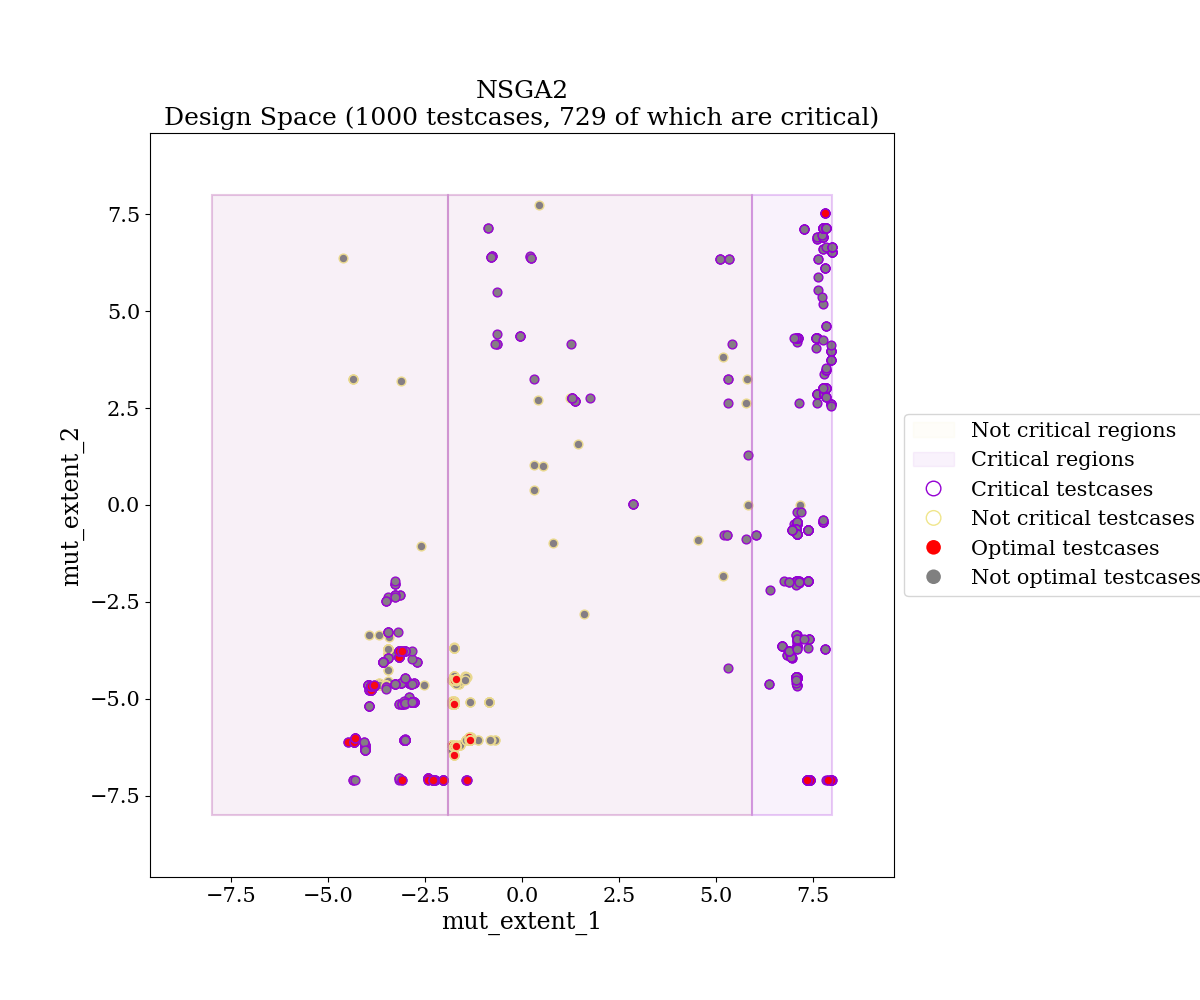 NSGA2
Design Space (1000 testcases, 729 of which are critical)
7.5
5.0
2.5
0.0
−2.5
−5.0
−7.5
mut_extent_2
−7.5 −5.0 −2.5 0.0 2.5 5.0 7.5
mut_extent_1
Not critical regions
Critical regions
Critical testcases
Not critical testcases
Optimal testcases
Not optimal testcases